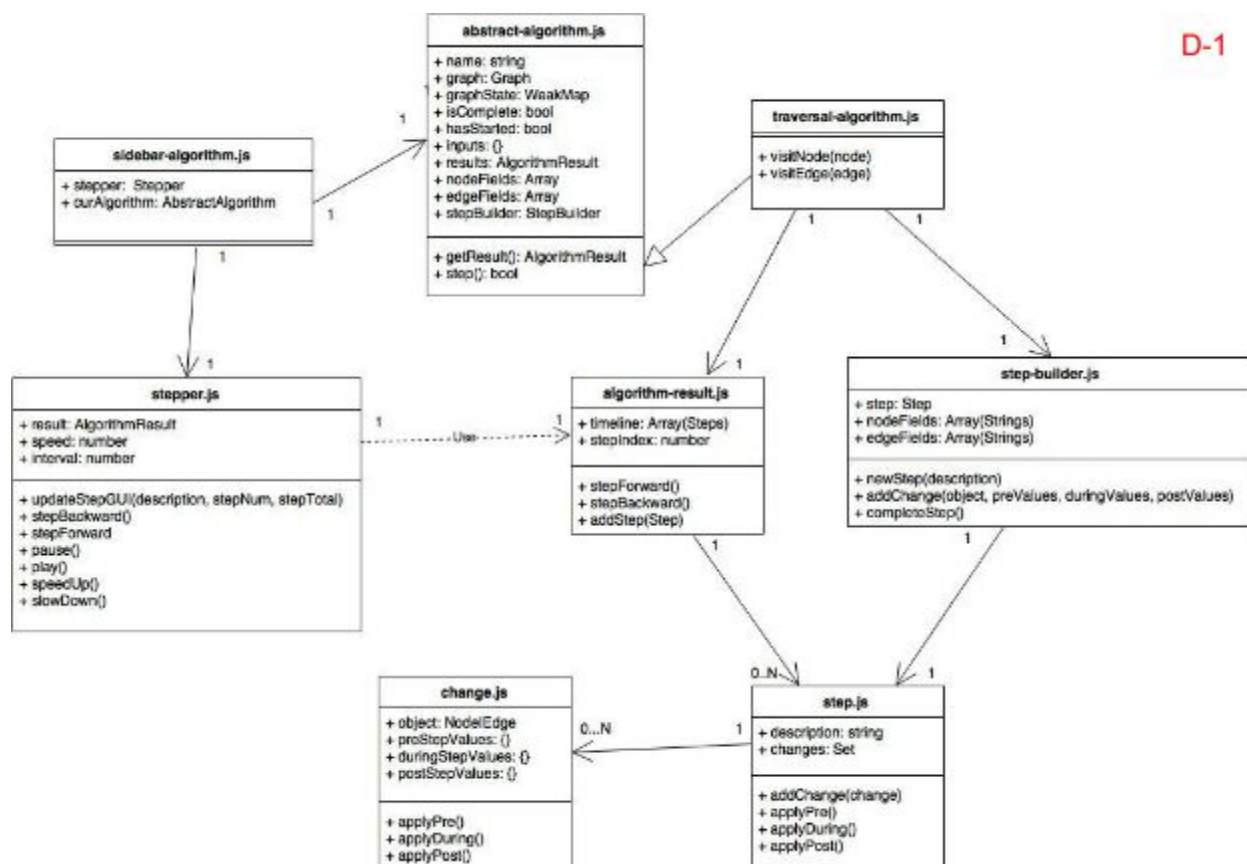 D-1
abstract-algorithm.js
+ name: string
+ graph: Graph
+ graphState: WeakMap
+ isComplete: bool
+ hasStarted: bool
+ inputs: {}
+ results: AlgorithmResult
+ nodeFields: Array
+ edgeFields: Array
+ stepBuilder: StepBuilder
+ getResult(): AlgorithmResult
+ step(): bool
traversal-algorithm.js
+ visitNode(node)
+ visitEdge(edge)
sidebar-algorithm.js
+ stepper: Stepper
+ curAlgorithm: AbstractAlgorithm
1
1
1
1
1
1
1
1
stepper.js
+ result: AlgorithmResult
+ speed: number
+ interval: number
+ updateStepGUI(description, stepNum, stepTotal)
+ stepBackward()
+ stepForward
+ pause()
+ play()
+ speedUp()
+ slowDown()
1
Use
1
algorithm-result.js
+ timeline: Array(Steps)
+ stepIndex: number
+ stepForward()
+ stepBackward()
+ addStep(Step)
step-builder.js
+ step: Step
+ nodeFields: Array(Strings)
+ edgeFields: Array(Strings)
+ newStep(description)
+ addChange(object, preValues, duringValues, postValues)
+ completeStep()
1
1
0..N
1
change.js
+ object: Node|Edge
+ preStepValues: {}
+ duringStepValues: {}
+ postStepValues: {}
+ applyPre()
+ applyDuring()
+ applyPost()
0...N
1
step.js
+ description: string
+ changes: Set
+ addChange(change)
+ applyPre()
+ applyDuring()
+ applyPost()